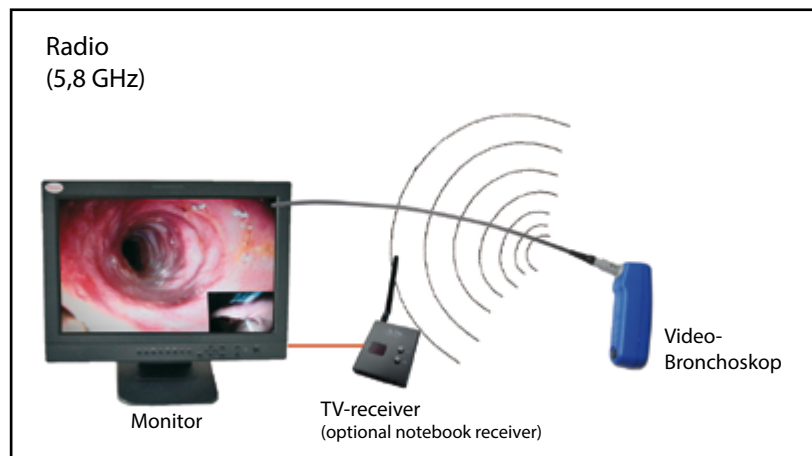 Radio
(5,8 GHz)
Video-
Bronchoskop
TV-receiver
(optional notebook receiver)
Monitor